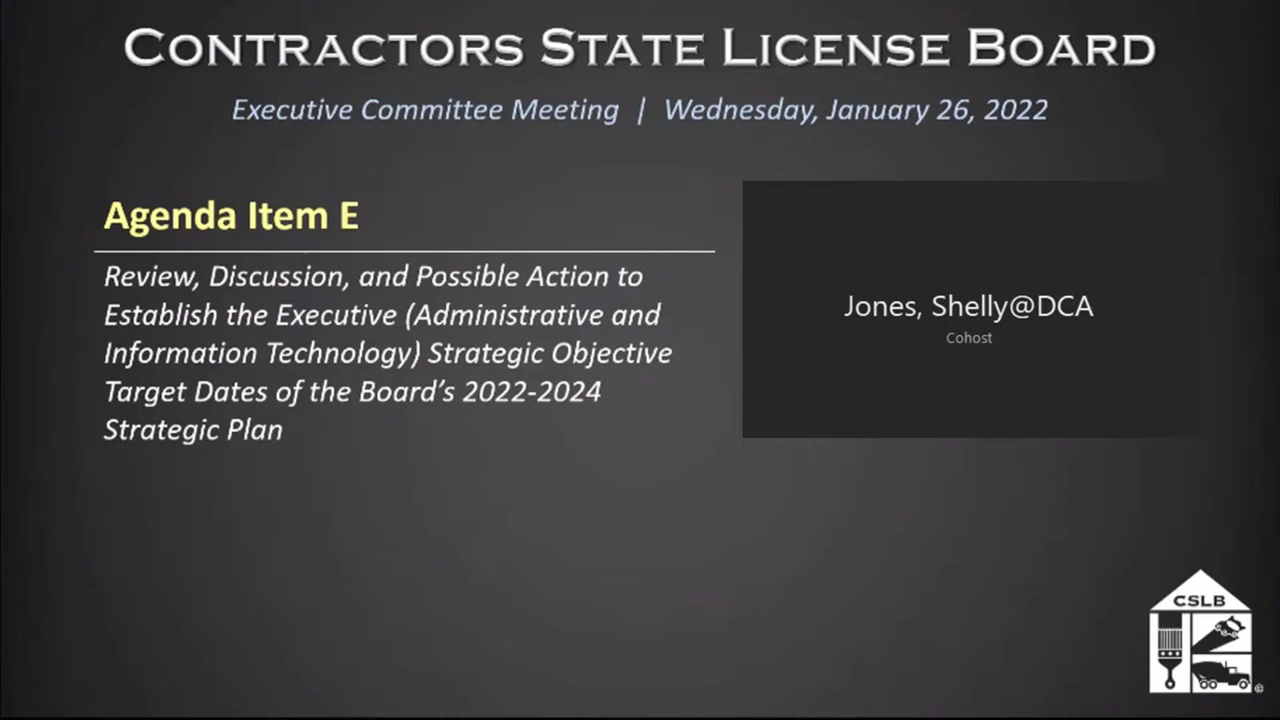 CONTRACTORS STATE LICENSE BOARD
Executive Committee Meeting | Wednesday, January 26, 2022
Agenda Item E
Review, Discussion, and Possible Action to
Establish the Executive (Administrative and
Information Technology) Strategic Objective
Target Dates of the Board’s 2022-2024
Strategic Plan
Jones, Shelly@DCA
Cohost
CSLB
©